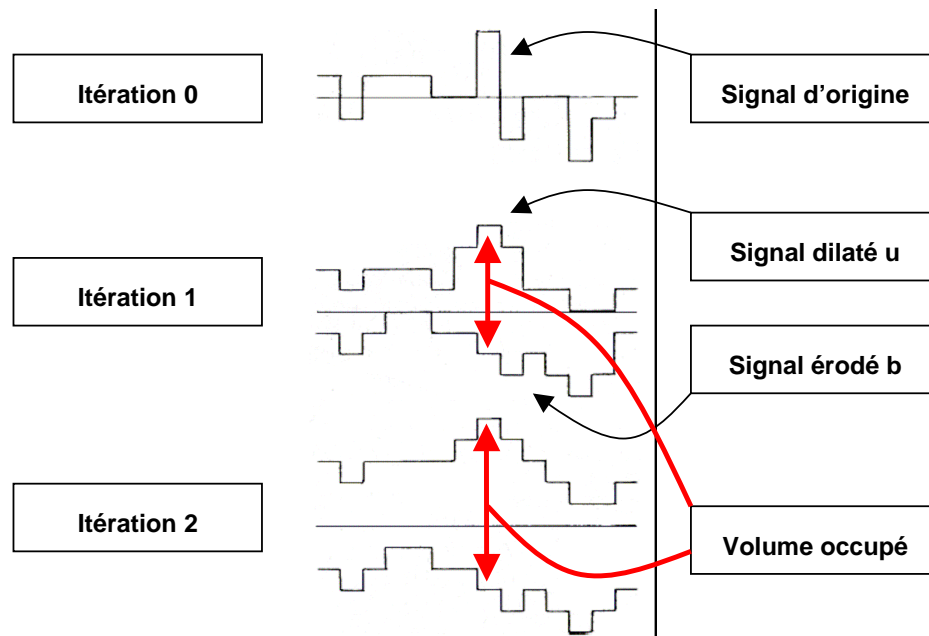 Itération 0
Signal d'origine
Signal dilaté u
Itération 1
Signal érodé b
Itération 2
Volume occupé